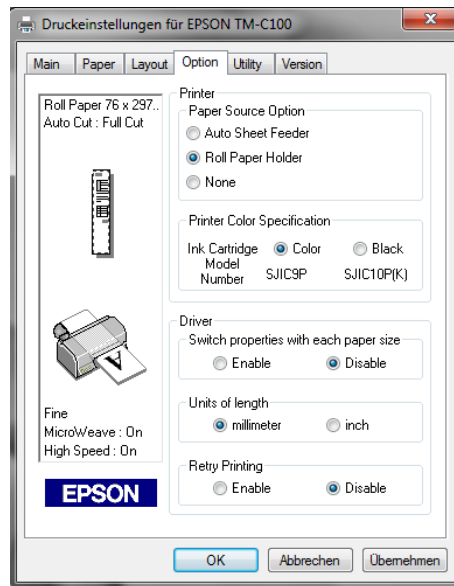 Druckeinstellungen für EPSON TM-C100
Main Paper Layout Option Utility Version
Roll Paper 76 x 297..
Auto Cut : Full Cut
Fine
MicroWeave : On
High Speed : On
EPSON
Printer
Paper Source Option
Auto Sheet Feeder
Roll Paper Holder
None
Printer Color Specification
Ink Cartridge Color Black
Model
Number SJIC9P SJIC10P(K)
Driver
Switch properties with each paper size
Enable Disable
Units of length
millimeter inch
Retry Printing
Enable Disable
OK Abbrechen Übernehmen